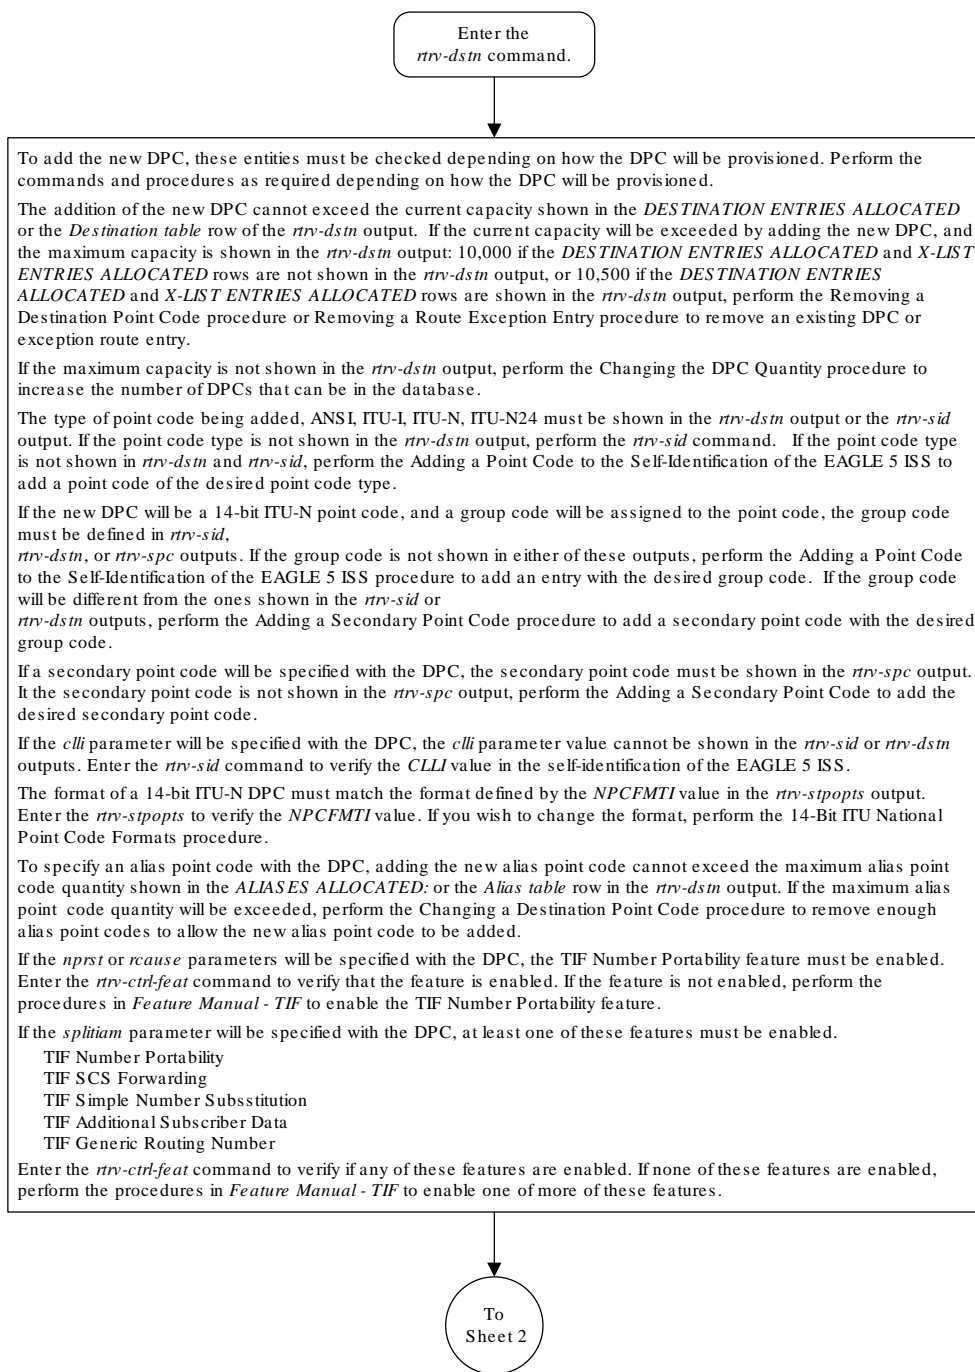 Enter the
rtrv-dstn command.
To add the new DPC, these entities must be checked depending on how the DPC will be provisioned. Perform the
commands and procedures as required depending on how the DPC will be provisioned.
The addition of the new DPC cannot exceed the current capacity shown in the DESTINATION ENTRIES ALLOCATED
or the Destination table row of the rtrv-dstn output. If the current capacity will be exceeded by adding the new DPC, and
the maximum capacity is shown in the rtrv-dstn output: 10,000 if the DESTINATION ENTRIES ALLOCATED and X-LIST
ENTRIES ALLOCATED rows are not shown in the rtrv-dstn output, or 10,500 if the DESTINATION ENTRIES
ALLOCATED and X-LIST ENTRIES ALLOCATED rows are shown in the rtrv-dstn output, perform the Removing a
Destination Point Code procedure or Removing a Route Exception Entry procedure to remove an existing DPC or
exception route entry.
If the maximum capacity is not shown in the rtrv-dstn output, perform the Changing the DPC Quantity procedure to
increase the number of DPCs that can be in the database.
The type of point code being added, ANSI, ITU-I, ITU-N, ITU-N24 must be shown in the rtrv-dstn output or the rtrv-sid
output. If the point code type is not shown in the rtrv-dstn output, perform the rtrv-sid command. If the point code type
is not shown in rtrv-dstn and rtrv-sid, perform the Adding a Point Code to the Self-Identification of the EAGLE 5 ISS to
add a point code of the desired point code type.
If the new DPC will be a 14-bit ITU-N point code, and a group code will be assigned to the point code, the group code
must be defined in rtrv-sid,
rtrv-dstn, or rtrv-spc outputs. If the group code is not shown in either of these outputs, perform the Adding a Point Code
to the Self-Identification of the EAGLE 5 ISS procedure to add an entry with the desired group code. If the group code
will be different from the ones shown in the rtrv-sid or
rtrv-dstn outputs, perform the Adding a Secondary Point Code procedure to add a secondary point code with the desired
group code.
If a secondary point code will be specified with the DPC, the secondary point code must be shown in the rtrv-spc output.
It the secondary point code is not shown in the rtrv-spc output, perform the Adding a Secondary Point Code to add the
desired secondary point code.
If the clli parameter will be specified with the DPC, the clli parameter value cannot be shown in the rtrv-sid or rtrv-dstn
outputs. Enter the rtrv-sid command to verify the CLLI value in the self-identification of the EAGLE 5 ISS.
The format of a 14-bit ITU-N DPC must match the format defined by the NPCFMTI value in the rtrv-stpopts output.
Enter the rtrv-stpopts to verify the NPCFMTI value. If you wish to change the format, perform the 14-Bit ITU National
Point Code Formats procedure.
To specify an alias point code with the DPC, adding the new alias point code cannot exceed the maximum alias point
code quantity shown in the ALIASES ALLOCATED: or the Alias table row in the rtrv-dstn output. If the maximum alias
point code quantity will be exceeded, perform the Changing a Destination Point Code procedure to remove enough
alias point codes to allow the new alias point code to be added.
If the nprst or rcause parameters will be specified with the DPC, the TIF Number Portability feature must be enabled.
Enter the rtrv-ctrl-feat command to verify that the feature is enabled. If the feature is not enabled, perform the
procedures in Feature Manual - TIF to enable the TIF Number Portability feature.
If the splitiam parameter will be specified with the DPC, at least one of these features must be enabled.
TIF Number Portability
TIF SCS Forwarding
TIF Simple Number Subsstitution
TIF Additional Subscriber Data
TIF Generic Routing Number
Enter the rtrv-ctrl-feat command to verify if any of these features are enabled. If none of these features are enabled,
perform the procedures in Feature Manual - TIF to enable one of more of these features.
To
Sheet 2